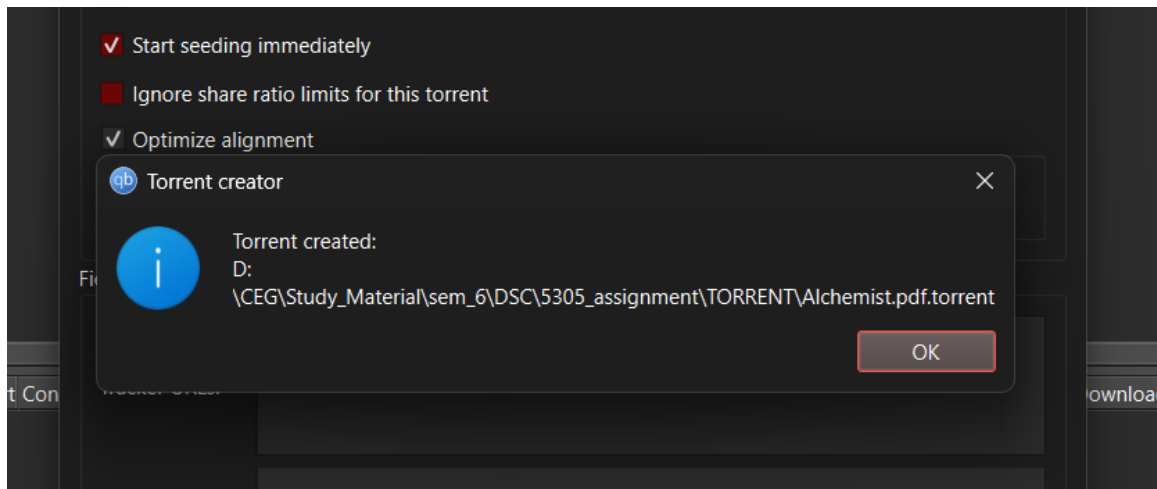 Start seeding immediately
Ignore share ratio limits for this torrent
Optimize alignment
Torrent creator
Torrent created:
D:
\CEG\Study_Material\sem_6\DSC\5305_assignment\TORRENT\Alchemist.pdf.torrent
OK